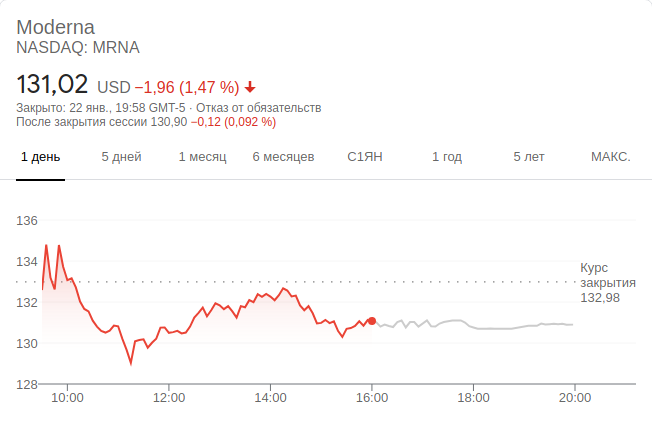 Moderna
NASDAQ: MRNA
131,02 USD −1,96 (1,47 %)
Закрыто: 22 янв., 19:58 GMT-5 · Отказ от обязательств
После закрытия сессии 130,90 −0,12 (0,092 %)
1 день 5 дней 1 месяц 6 месяцев С1ЯН 1 год 5 лет МАКС.
136
134
Курс
закрытия
132,98
132
130
128
10:00 12:00 14:00 16:00 18:00 20:00